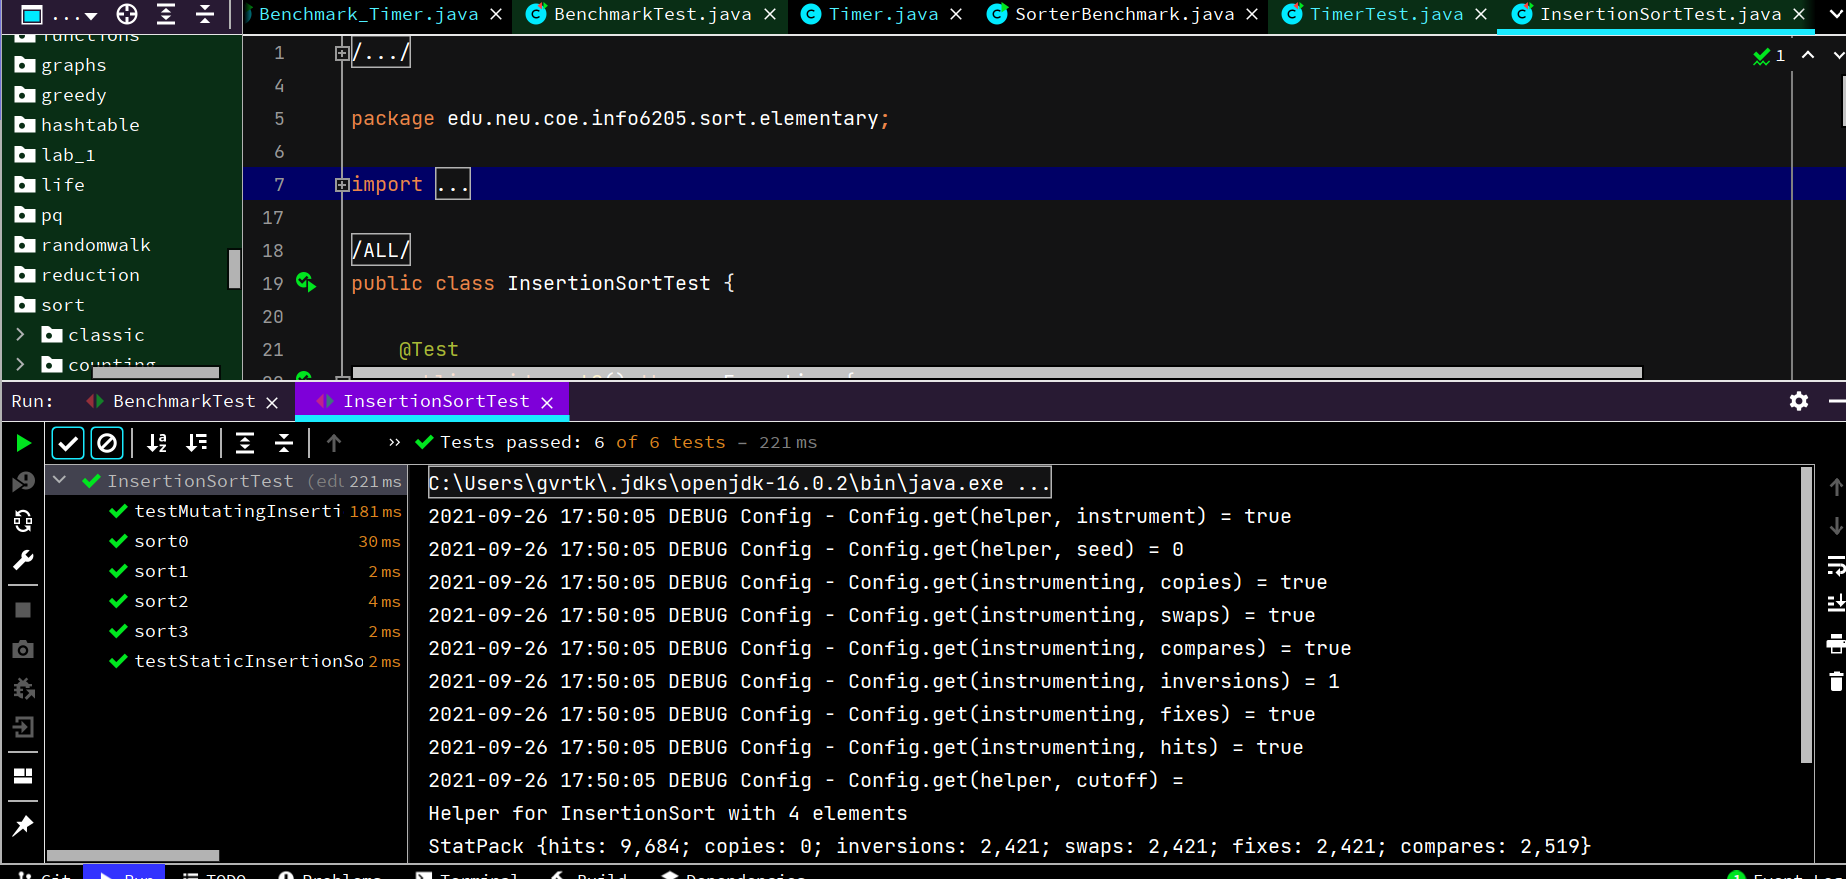 Benchmark_Timer.java BenchmarkTest.java Timer.java SorterBenchmark.java TimerTest.java InsertionSortTest.java
functions
graphs
greedy
hashtable
lab_1
life
pq
randomwalk
reduction
sort
classic
counting
1 /.../
4
5 package edu.neu.coe.info6205.sort.elementary;
6
7 import ...
17
18 /ALL/
19 public class InsertionSortTest {
20
21 @Test
1
Run: BenchmarkTest InsertionSortTest
Tests passed: 6 of 6 tests – 221 ms
InsertionSortTest (edu 221 ms
testMutatingInserti 181 ms
sort0 30 ms
sort1 2 ms
sort2 4 ms
sort3 2 ms
testStaticInsertionSo 2 ms
C:\Users\gvrtk\.jdks\openjdk-16.0.2\bin\java.exe ...
2021-09-26 17:50:05 DEBUG Config - Config.get(helper, instrument) = true
2021-09-26 17:50:05 DEBUG Config - Config.get(helper, seed) = 0
2021-09-26 17:50:05 DEBUG Config - Config.get(instrumenting, copies) = true
2021-09-26 17:50:05 DEBUG Config - Config.get(instrumenting, swaps) = true
2021-09-26 17:50:05 DEBUG Config - Config.get(instrumenting, compares) = true
2021-09-26 17:50:05 DEBUG Config - Config.get(instrumenting, inversions) = 1
2021-09-26 17:50:05 DEBUG Config - Config.get(instrumenting, fixes) = true
2021-09-26 17:50:05 DEBUG Config - Config.get(instrumenting, hits) = true
2021-09-26 17:50:05 DEBUG Config - Config.get(helper, cutoff) =
Helper for InsertionSort with 4 elements
StatPack {hits: 9,684; copies: 0; inversions: 2,421; swaps: 2,421; fixes: 2,421; compares: 2,519}
Git Run TODO Problems Terminal Build Dependencies Event Log